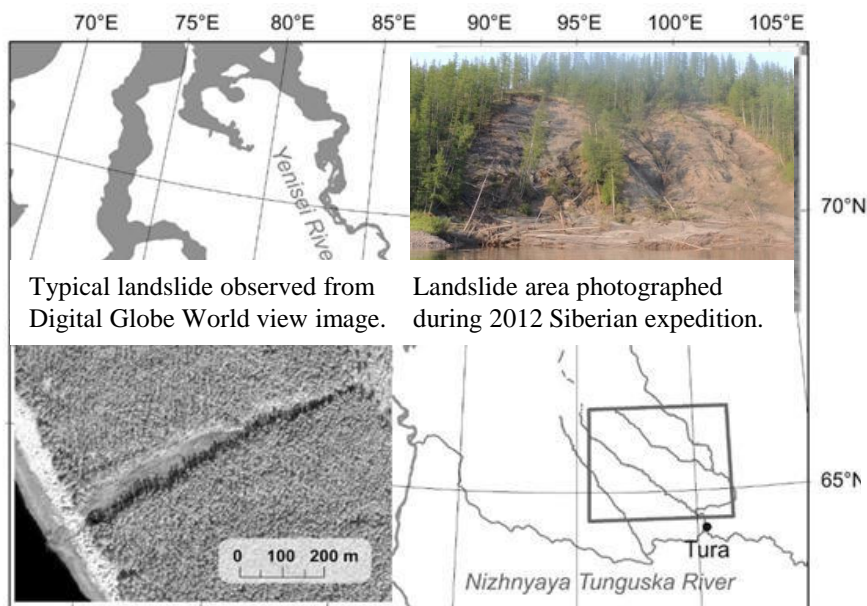 70°E 75°E 80°E 85°E 90°E 95°E 100°E 105°E
Yenisei River
70°N
Typical landslide observed from
Digital Globe World view image.
Landslide area photographed
during 2012 Siberian expedition.
65°N
0 100 200 m
Tura
Nizhnyaya Tunguska River